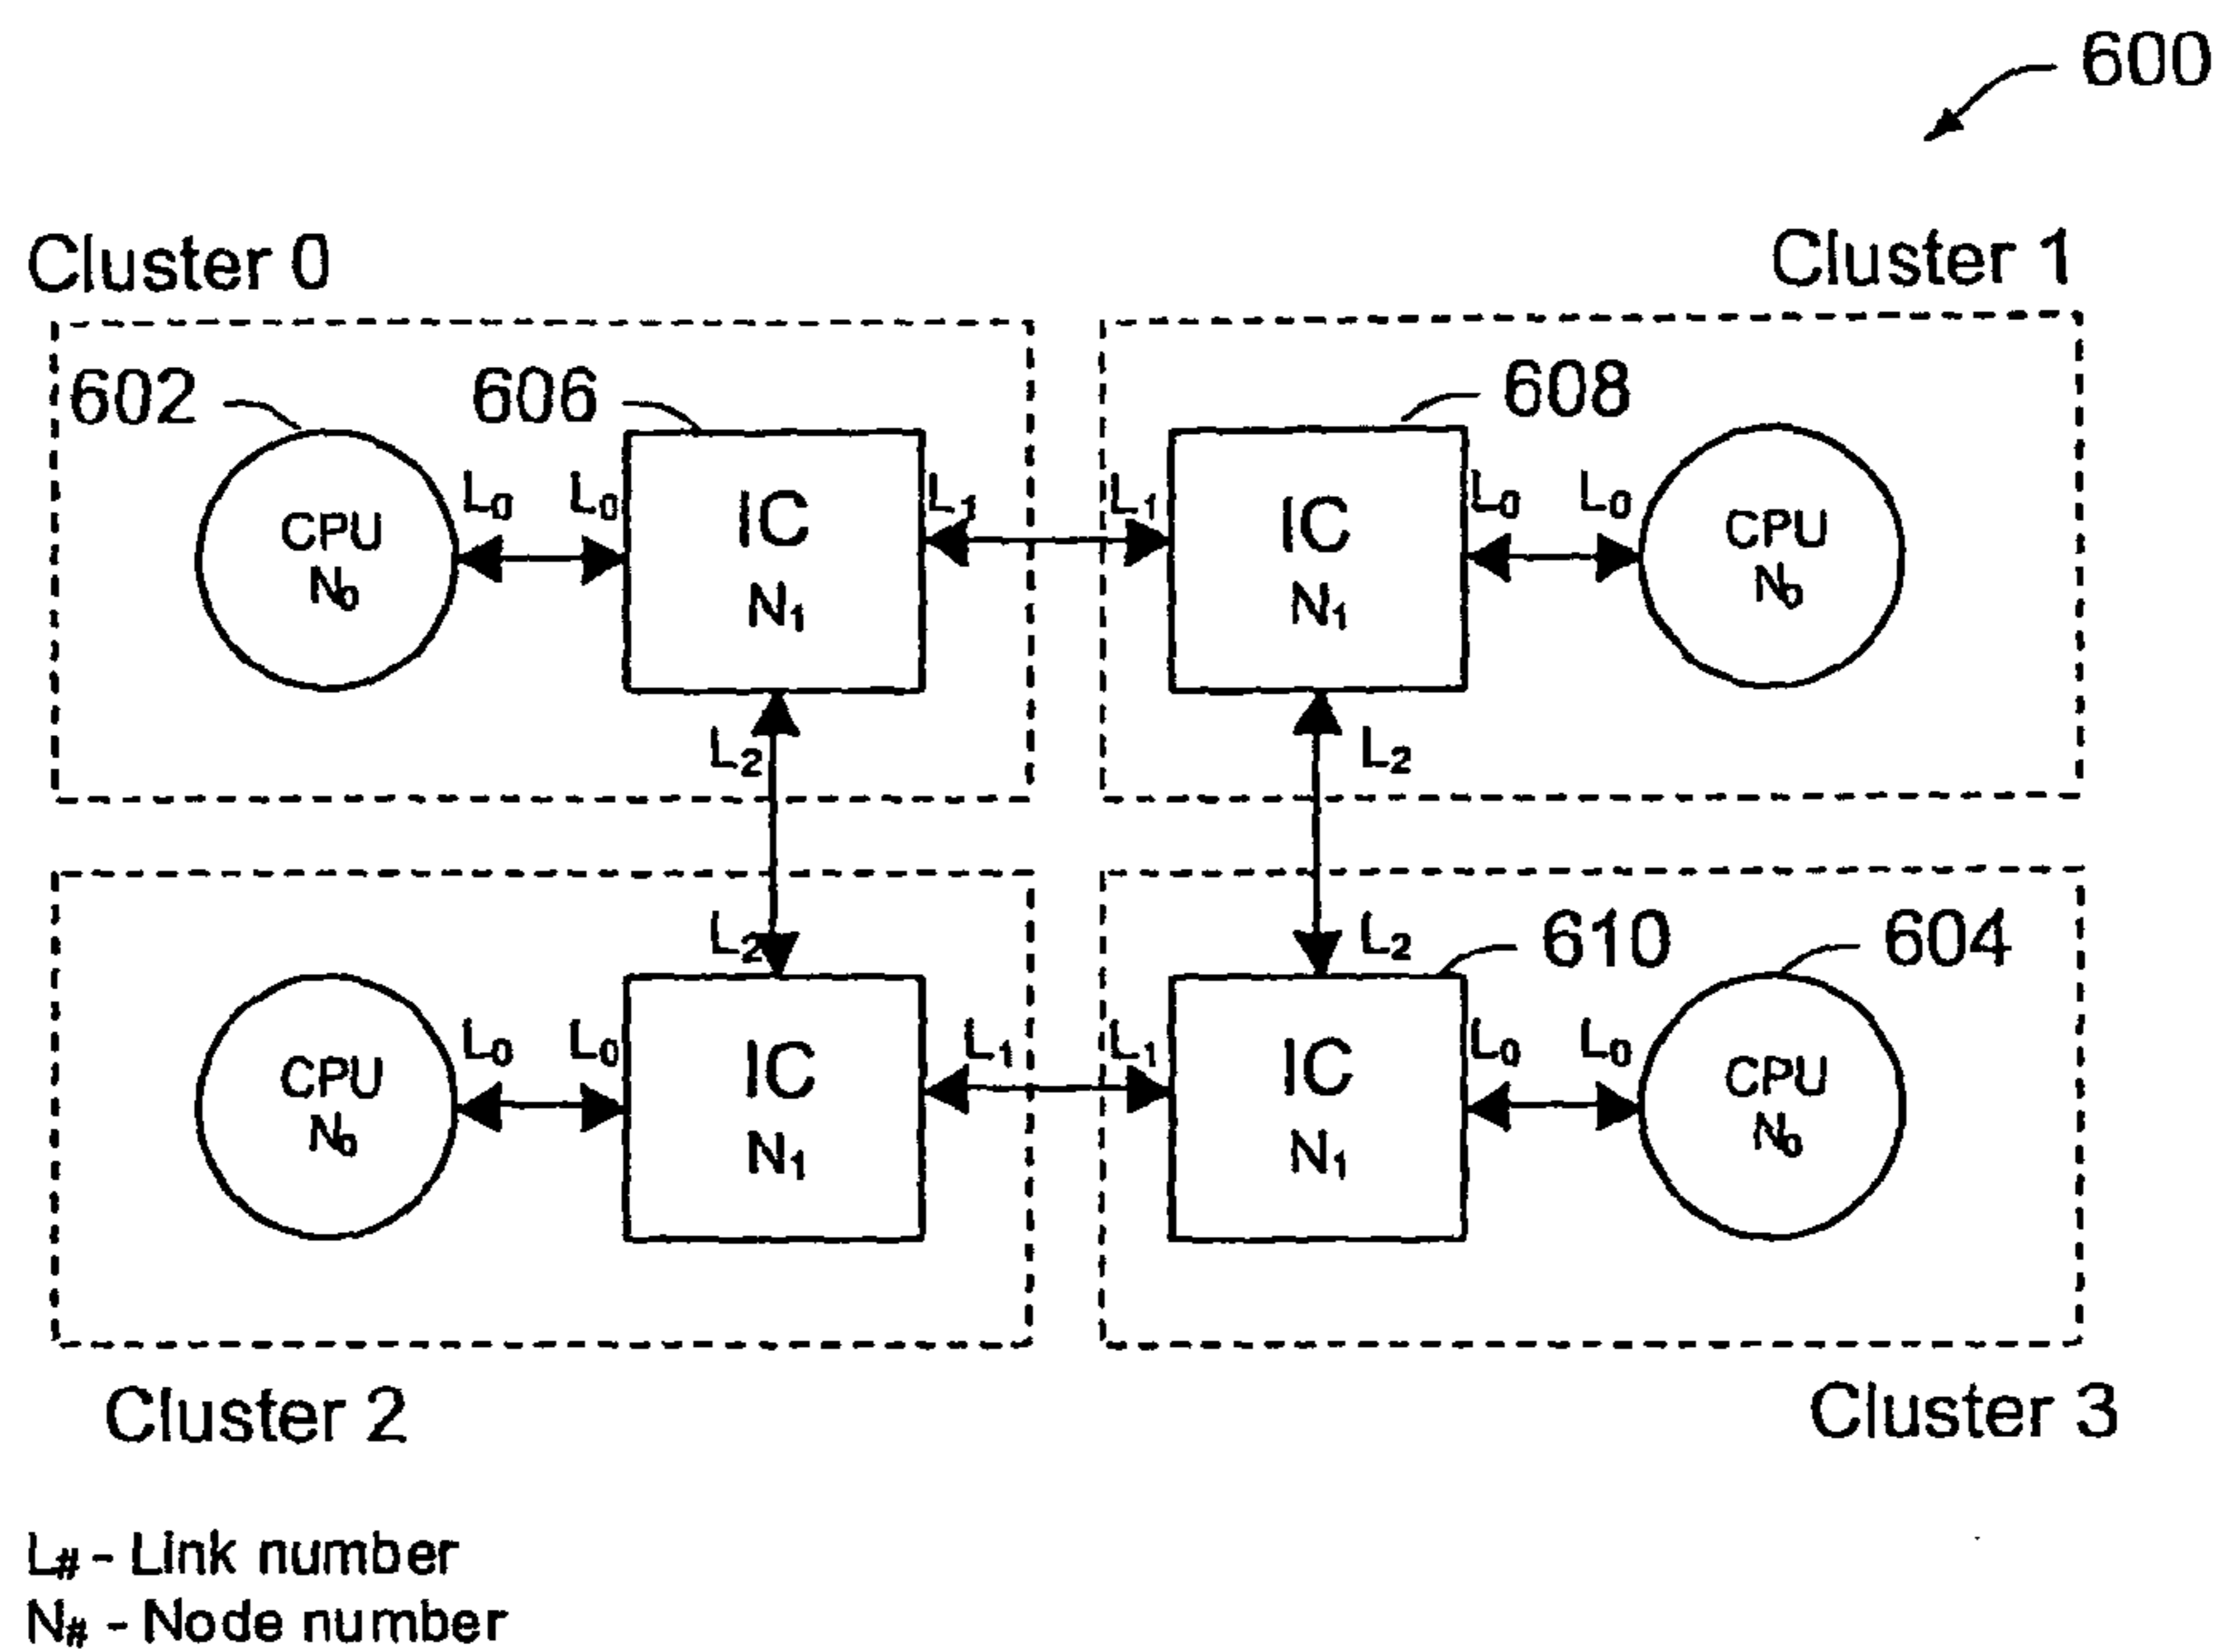 600
Cluster 0
Cluster 1
602
606
608
L0 L0 L1 L1 L0 L0
CPU N0
IC N1
IC N1
CPU N0
L2 L2
L2 L2
610
604
L0 L0 L1 L1 L0 L0
CPU N0
IC N1
IC N1
CPU N0
Cluster 2
Cluster 3
L# - Link number
N# - Node number